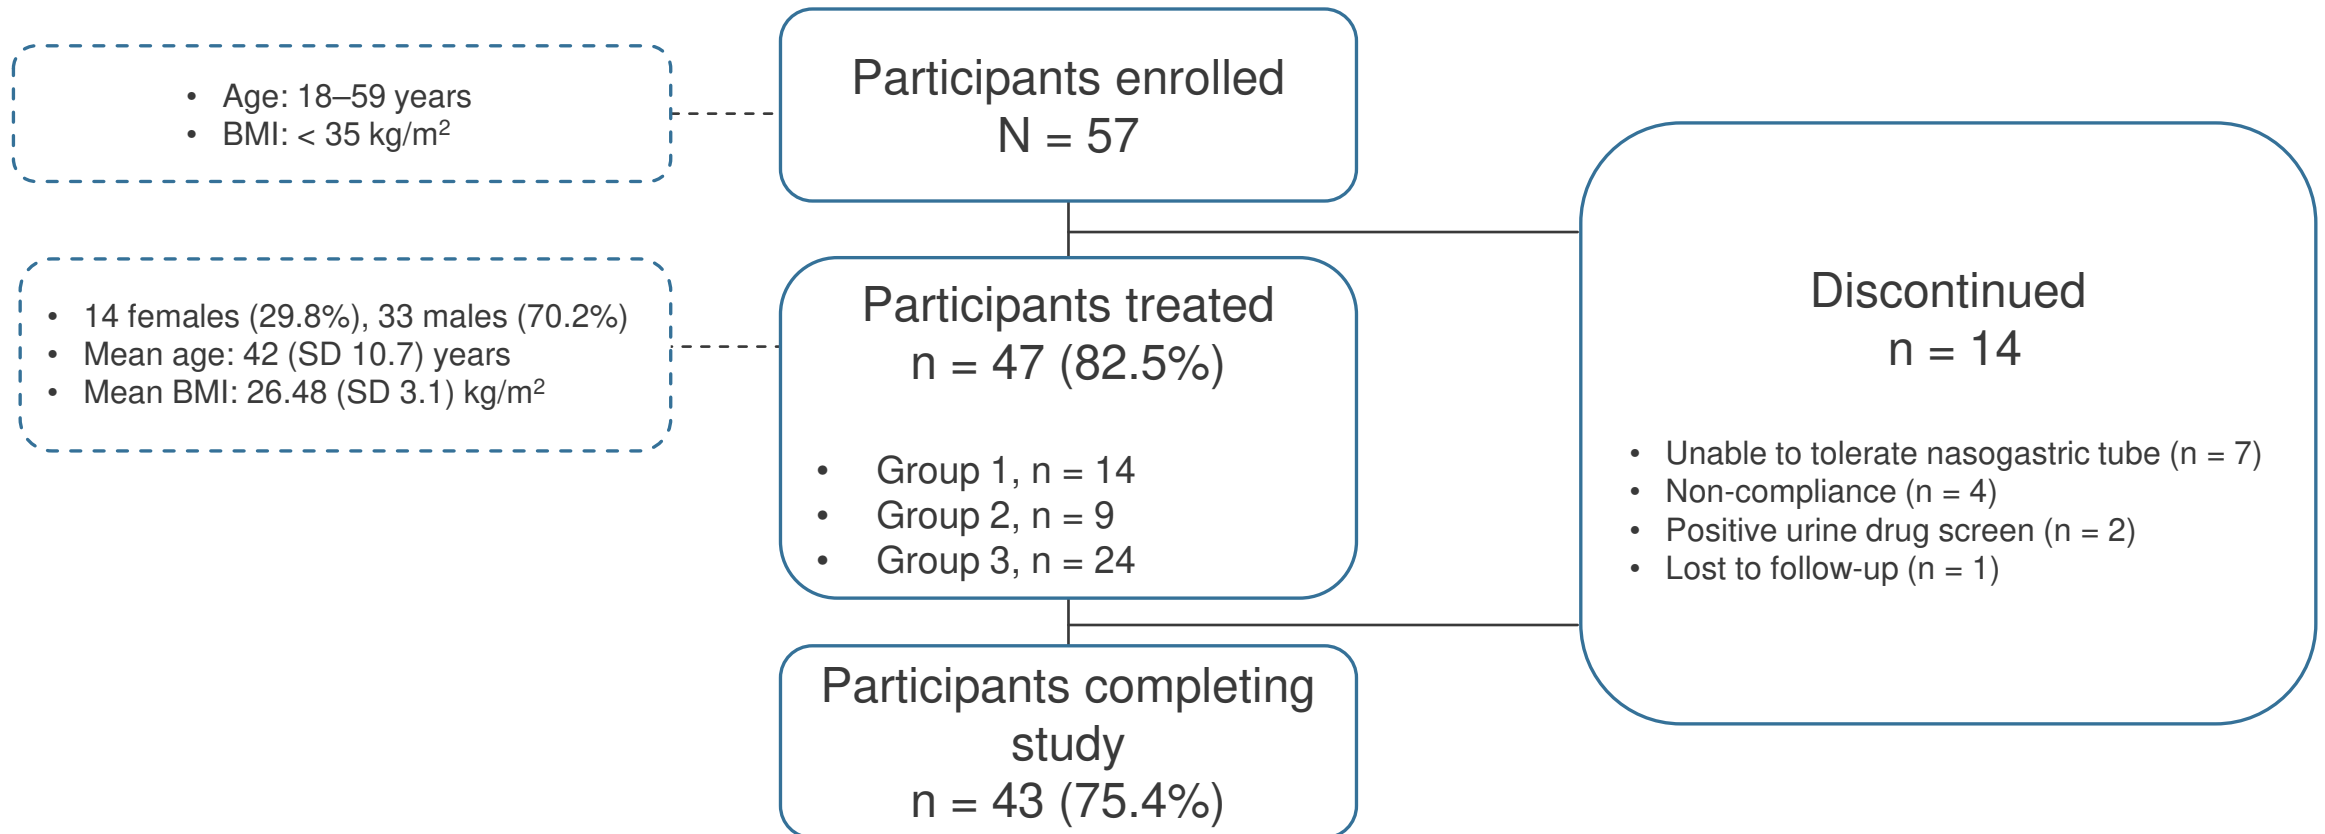 • Age: 18–59 years
• BMI: < 35 kg/m²
Participants enrolled
N = 57
• 14 females (29.8%), 33 males (70.2%)
• Mean age: 42 (SD 10.7) years
• Mean BMI: 26.48 (SD 3.1) kg/m²
Participants treated
n = 47 (82.5%)
• Group 1, n = 14
• Group 2, n = 9
• Group 3, n = 24
Discontinued
n = 14
• Unable to tolerate nasogastric tube (n = 7)
• Non-compliance (n = 4)
• Positive urine drug screen (n = 2)
• Lost to follow-up (n = 1)
Participants completing
study
n = 43 (75.4%)